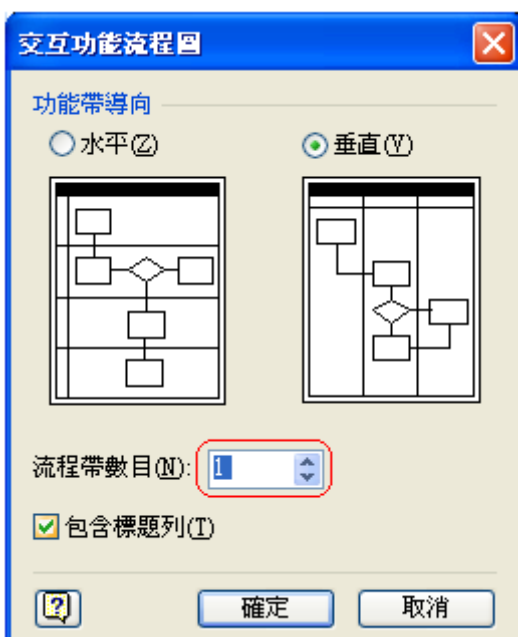 交互功能流程圖
功能帶導向
水平(Z)
垂直(Y)
流程帶數目(N): 1
包含標題列(T)
確定
取消